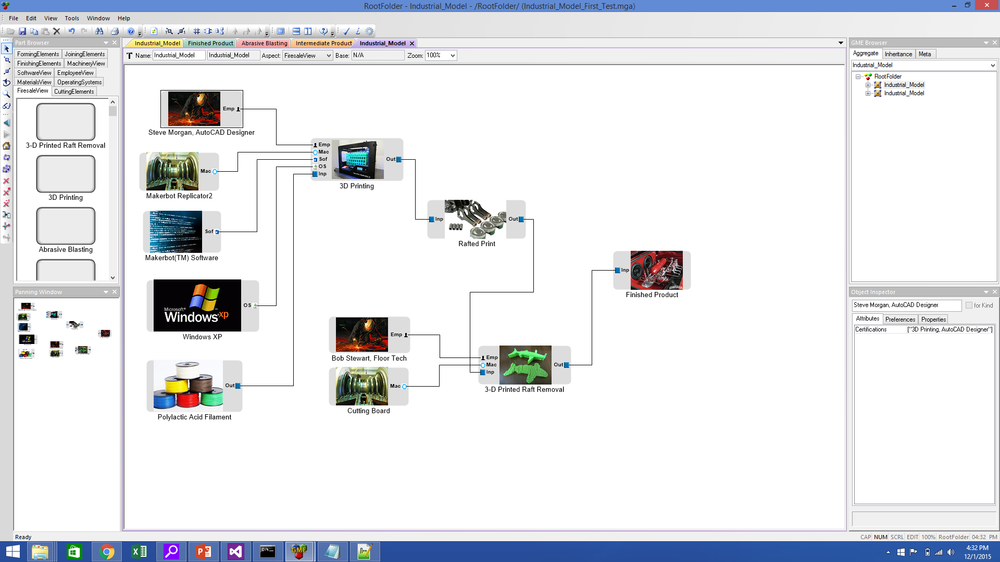 RootFolder - Industrial_Model - /RootFolder/ (Industrial_Model_First_Test.mga)
File Edit View Tools Window Help
Part Browser
FormingElements JoiningElements
FinishingElements MachineryView
SoftwareView EmployeeView
MaterialsView OperatingSystems
FiresaleView CuttingElements
3-D Printed Raft Removal
3D Printing
Abrasive Blasting
Panning Window
Industrial_Model Finished Product Abrasive Blasting Intermediate Product Industrial_Model
Name: Industrial_Model Industrial_Model Aspect: FiresaleView Base: N/A Zoom: 100%
Emp
Steve Morgan, AutoCAD Designer
Mac
Makerbot Replicator2
Sof
Makerbot(TM) Software
Microsoft®
Windows xp
OS
Windows XP
Out
Polylactic Acid Filament
Emp
Mac
Sof
OS
Inp
Out
3D Printing
Inp
Out
Rafted Print
Emp
Bob Stewart, Floor Tech
Mac
Cutting Board
Emp
Mac
Inp
Out
3-D Printed Raft Removal
Inp
Finished Product
GME Browser
Aggregate Inheritance Meta
Industrial_Model
RootFolder
Industrial_Model
Industrial_Model
Object Inspector
Steve Morgan, AutoCAD Designer for Kind
Attributes Preferences Properties
Certifications ["3D Printing, AutoCAD Designer"]
Ready
CAP NUM SCRL EDIT 100% RootFolder 04:32 PM
GME
4:32 PM
12/1/2015